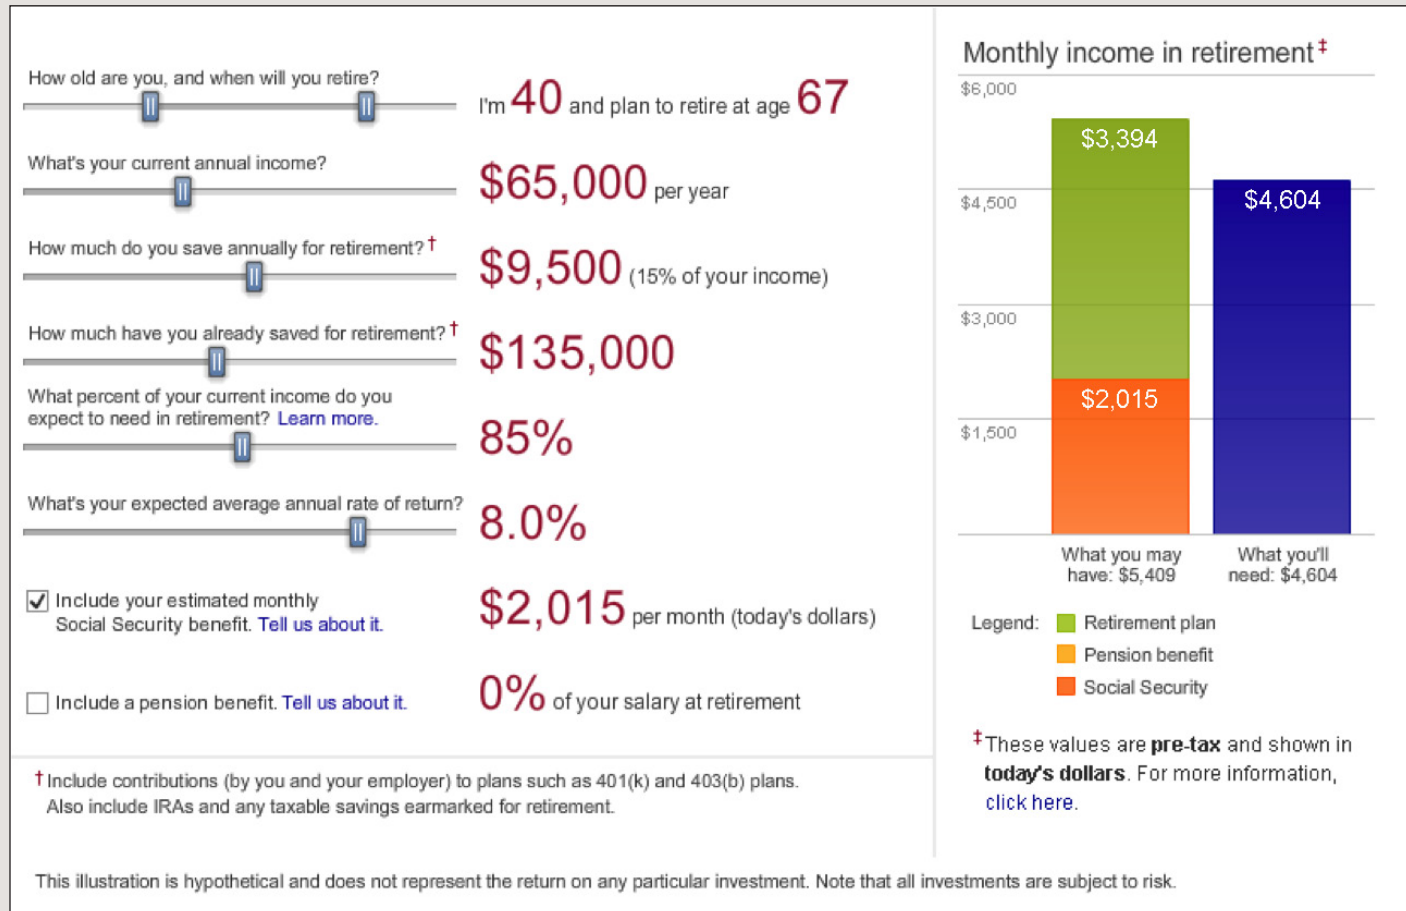 How old are you, and when will you retire?
I'm 40 and plan to retire at age 67
What's your current annual income?
$65,000 per year
How much do you save annually for retirement?†
$9,500 (15% of your income)
How much have you already saved for retirement?†
$135,000
What percent of your current income do you
expect to need in retirement? Learn more.
85%
What's your expected average annual rate of return?
8.0%
Include your estimated monthly
Social Security benefit. Tell us about it.
$2,015 per month (today's dollars)
Include a pension benefit. Tell us about it.
0% of your salary at retirement
†Include contributions (by you and your employer) to plans such as 401(k) and 403(b) plans.
Also include IRAs and any taxable savings earmarked for retirement.
Monthly income in retirement‡
$6,000
$4,500
$3,000
$1,500
$3,394
$2,015
$4,604
What you may
have: $5,409
What you'll
need: $4,604
Legend:
Retirement plan
Pension benefit
Social Security
‡These values are pre-tax and shown in
today's dollars. For more information,
click here.
This illustration is hypothetical and does not represent the return on any particular investment. Note that all investments are subject to risk.